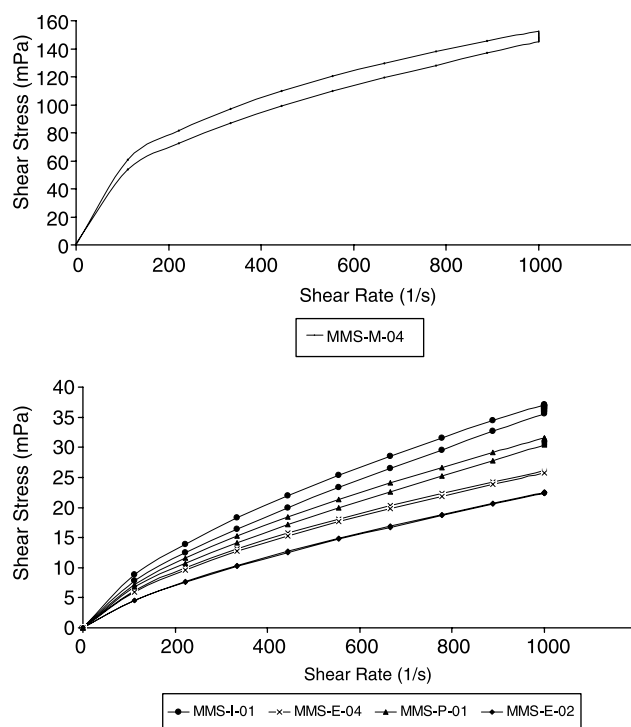 160
140
120
100
80
60
40
20
0
Shear Stress (mPa)
0 200 400 600 800 1000
Shear Rate (1/s)
MMS-M-04
40
35
30
25
20
15
10
5
0
Shear Stress (mPa)
0 200 400 600 800 1000
Shear Rate (1/s)
MMS-I-01 MMS-E-04 MMS-P-01 MMS-E-02